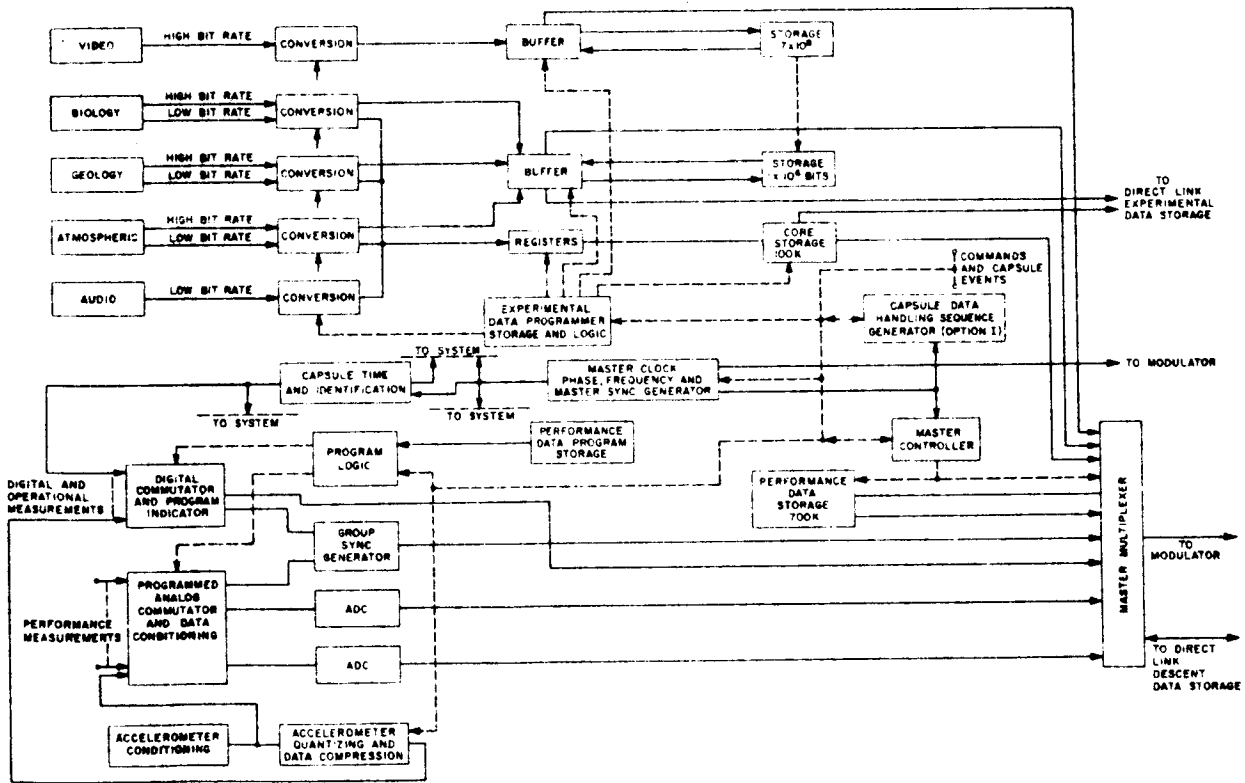 VIDEO
HIGH BIT RATE
CONVERSION
BUFFER
STORAGE
7x10⁸
BIOLOGY
HIGH BIT RATE
LOW BIT RATE
CONVERSION
GEOLOGY
HIGH BIT RATE
LOW BIT RATE
CONVERSION
BUFFER
STORAGE
BITS
TO
DIRECT LINK
EXPERIMENTAL
DATA STORAGE
ATMOSPHERIC
HIGH BIT RATE
LOW BIT RATE
CONVERSION
REGISTERS
CORE
STORAGE
100K
COMMANDS
AND CAPSULE
EVENTS
AUDIO
LOW BIT RATE
CONVERSION
EXPERIMENTAL
DATA PROGRAMMER
STORAGE AND LOGIC
CAPSULE DATA
HANDLING SEQUENCE
GENERATOR (OPTION I)
TO SYSTEM
CAPSULE TIME
AND IDENTIFICATION
MASTER CLOCK
PHASE, FREQUENCY AND
MASTER SYNC GENERATOR
TO MODULATOR
TO SYSTEM
TO SYSTEM
PROGRAM
LOGIC
PERFORMANCE
DATA PROGRAM
STORAGE
MASTER
CONTROLLER
DIGITAL AND
OPERATIONAL
MEASUREMENTS
DIGITAL
COMMUTATOR
AND PROGRAM
INDICATOR
PERFORMANCE
DATA
STORAGE
700K
GROUP
SYNC
GENERATOR
MASTER MULTIPLEXER
TO
MODULATOR
PERFORMANCE
MEASUREMENTS
PROGRAMMED
ANALOG
COMMUTATOR
AND DATA
CONDITIONING
ADC
ADC
TO DIRECT
LINK
DESCENT
DATA STORAGE
ACCELEROMETER
CONDITIONING
ACCELEROMETER
QUANTIZING AND
DATA COMPRESSION